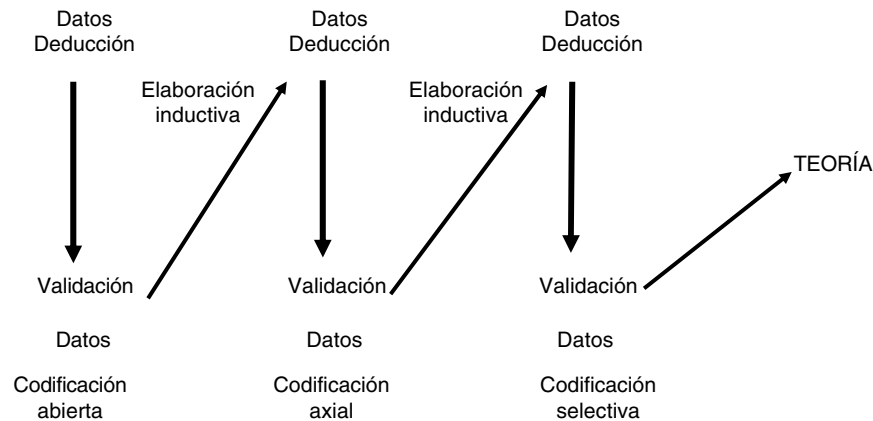 Datos
Deducción
Datos
Deducción
Datos
Deducción
Elaboración
inductiva
Elaboración
inductiva
TEORÍA
Validación
Validación
Validación
Datos
Datos
Datos
Codificación
abierta
Codificación
axial
Codificación
selectiva